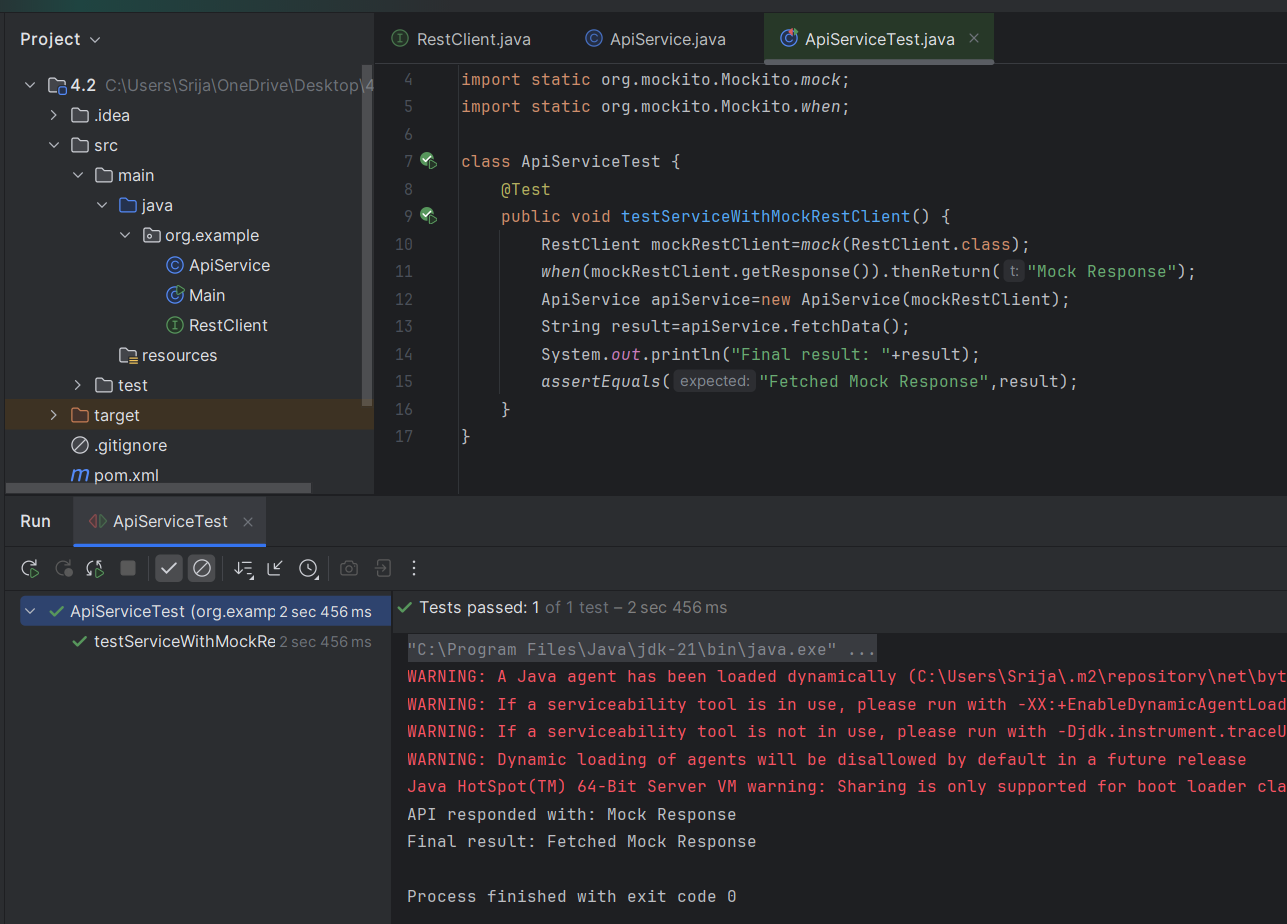 Project
4.2 C:\Users\Srija\OneDrive\Desktop\4
.idea
src
main
java
org.example
ApiService
Main
RestClient
resources
test
target
.gitignore
pom.xml
RestClient.java
ApiService.java
ApiServiceTest.java
4 import static org.mockito.Mockito.mock;
5 import static org.mockito.Mockito.when;
6
7 class ApiServiceTest {
8 @Test
9 public void testServiceWithMockRestClient() {
10 RestClient mockRestClient=mock(RestClient.class);
11 when(mockRestClient.getResponse()).thenReturn( t: "Mock Response");
12 ApiService apiService=new ApiService(mockRestClient);
13 String result=apiService.fetchData();
14 System.out.println("Final result: "+result);
15 assertEquals( expected: "Fetched Mock Response",result);
16 }
17 }
Run
ApiServiceTest
ApiServiceTest (org.examp 2 sec 456 ms
testServiceWithMockRe 2 sec 456 ms
Tests passed: 1 of 1 test – 2 sec 456 ms
"C:\Program Files\Java\jdk-21\bin\java.exe" ...
WARNING: A Java agent has been loaded dynamically (C:\Users\Srija\.m2\repository\net\byt
WARNING: If a serviceability tool is in use, please run with -XX:+EnableDynamicAgentLoad
WARNING: If a serviceability tool is not in use, please run with -Djdk.instrument.traceU
WARNING: Dynamic loading of agents will be disallowed by default in a future release
Java HotSpot(TM) 64-Bit Server VM warning: Sharing is only supported for boot loader cla
API responded with: Mock Response
Final result: Fetched Mock Response
Process finished with exit code 0